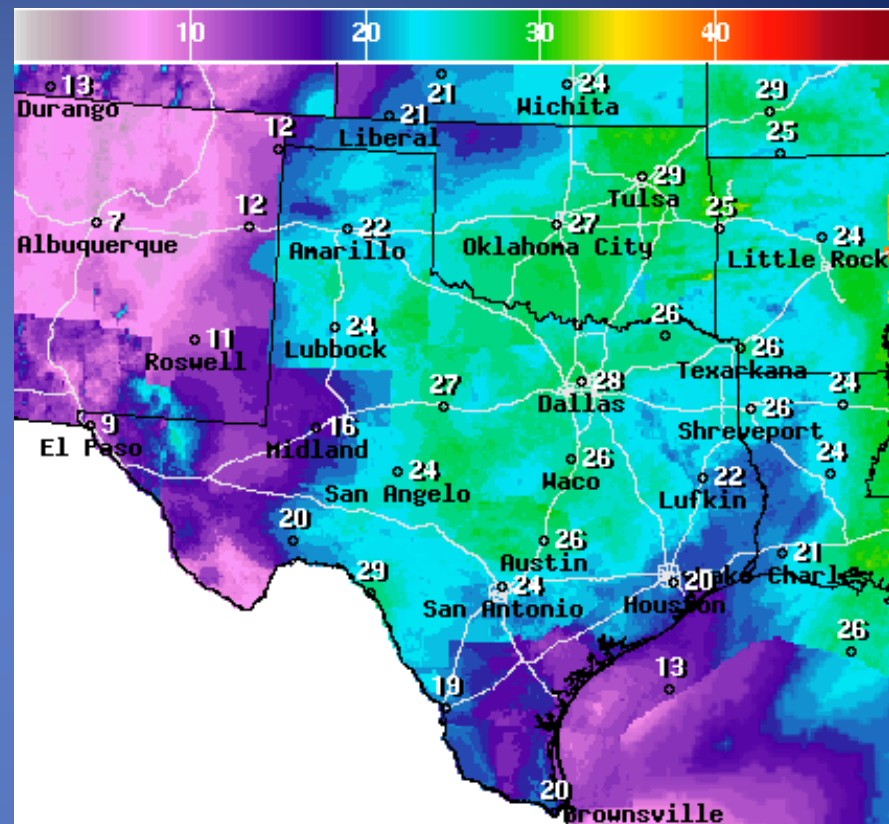 10 20 30 40
13
Durango
21
24
Wichita
29
21
Liberal
12
25
29
Tulsa
7
Albuquerque
12
22
Amarillo
27
Oklahoma City
25
24
Little Rock
11
Roswell
24
Lubbock
26
26
Texarkana
28
Dallas
27
26
Shreveport
24
9
El Paso
16
Midland
24
San Angelo
26
Waco
22
Lufkin
24
20
26
Austin
21
Lake Charles
29
24
San Antonio
20
Houston
26
13
19
20
Brownsville